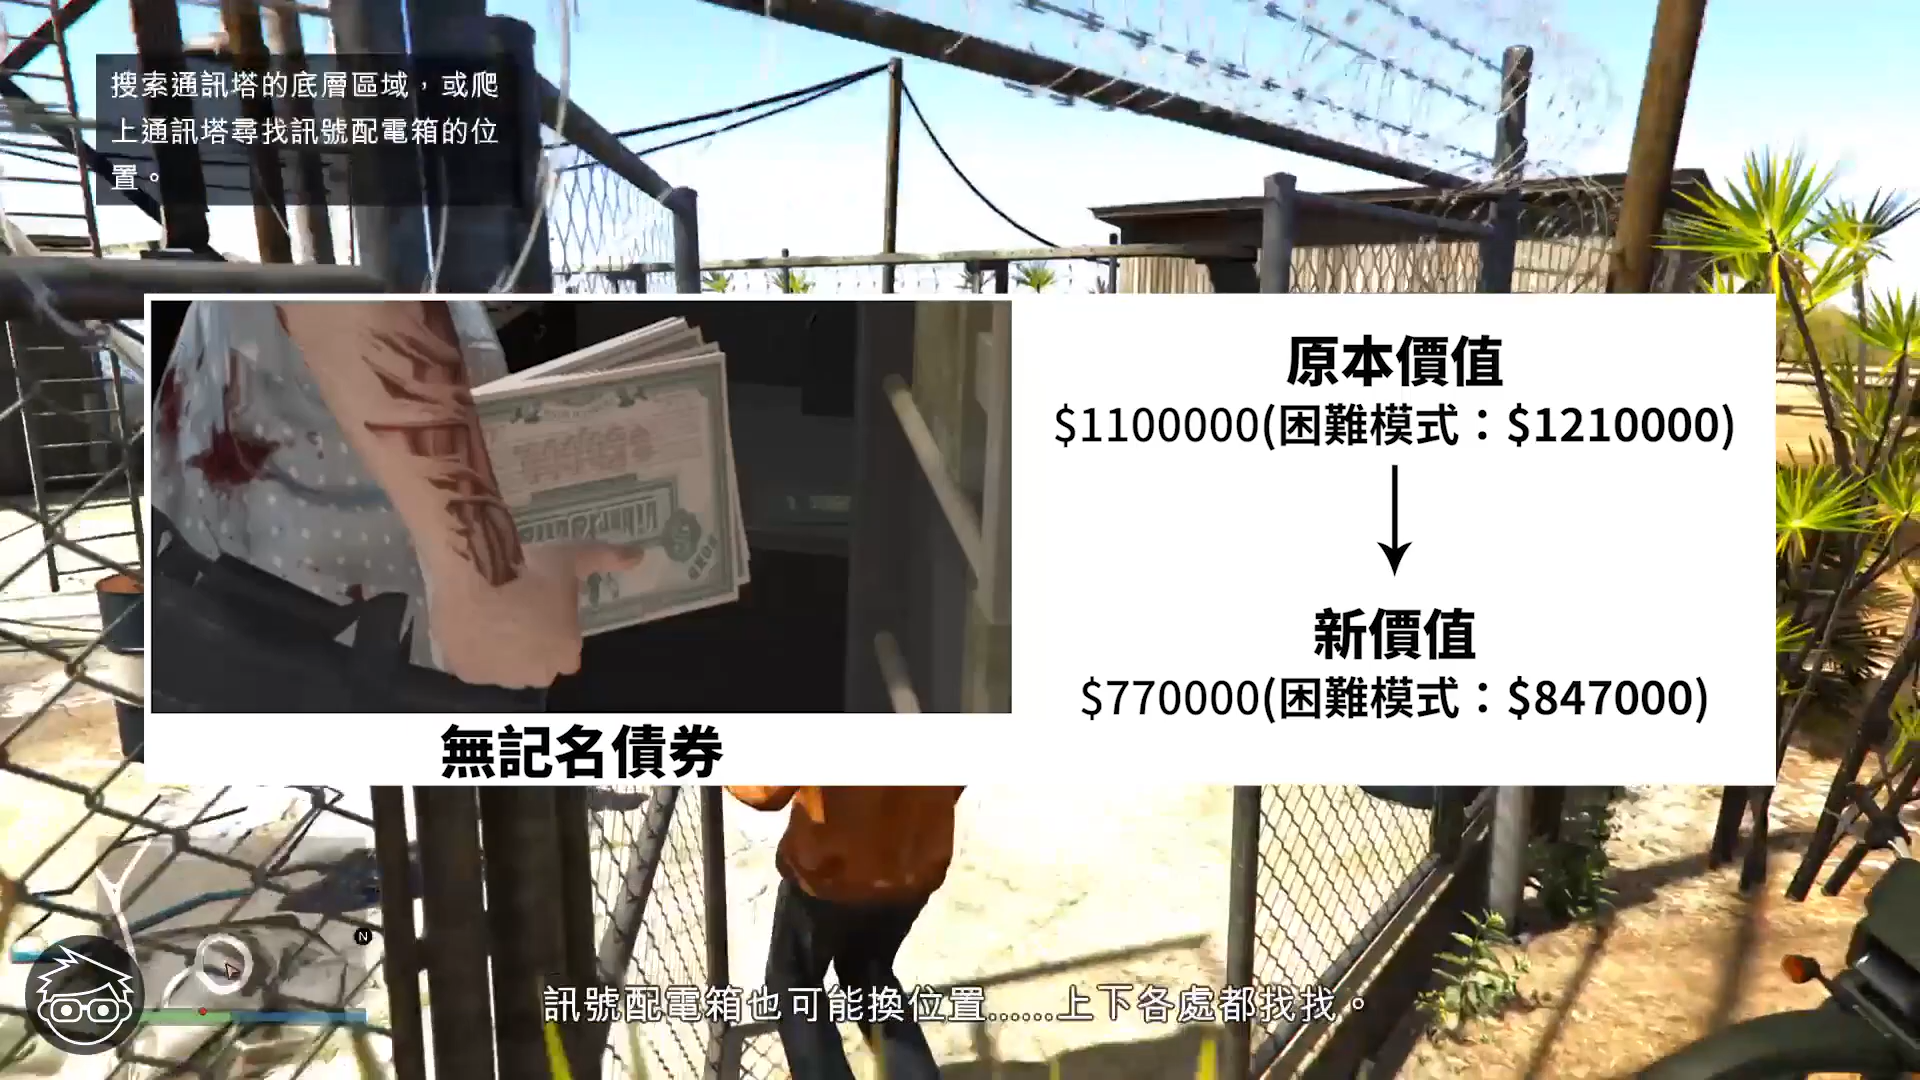 搜索通訊塔的底層區域，或爬
上通訊塔尋找訊號配電箱的位
置。
原本價值
$1100000(困難模式：$1210000)
新價值
$770000(困難模式：$847000)
無記名債券
N
訊號配電箱也可能換位置......上下各處都找找。